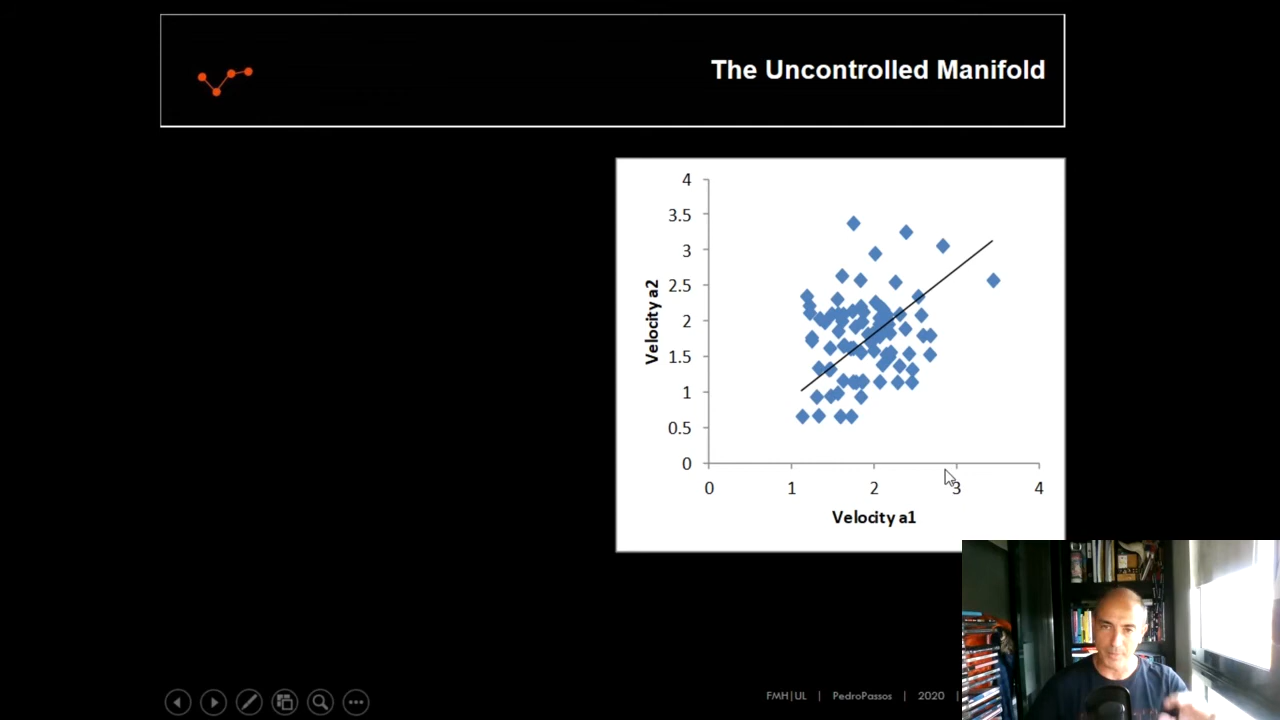 The Uncontrolled Manifold
4
3.5
3
2.5
2
1.5
1
0.5
0
Velocity a2
0 1 2 3 4
Velocity a1
FMH|UL | PedroPassos | 2020 |